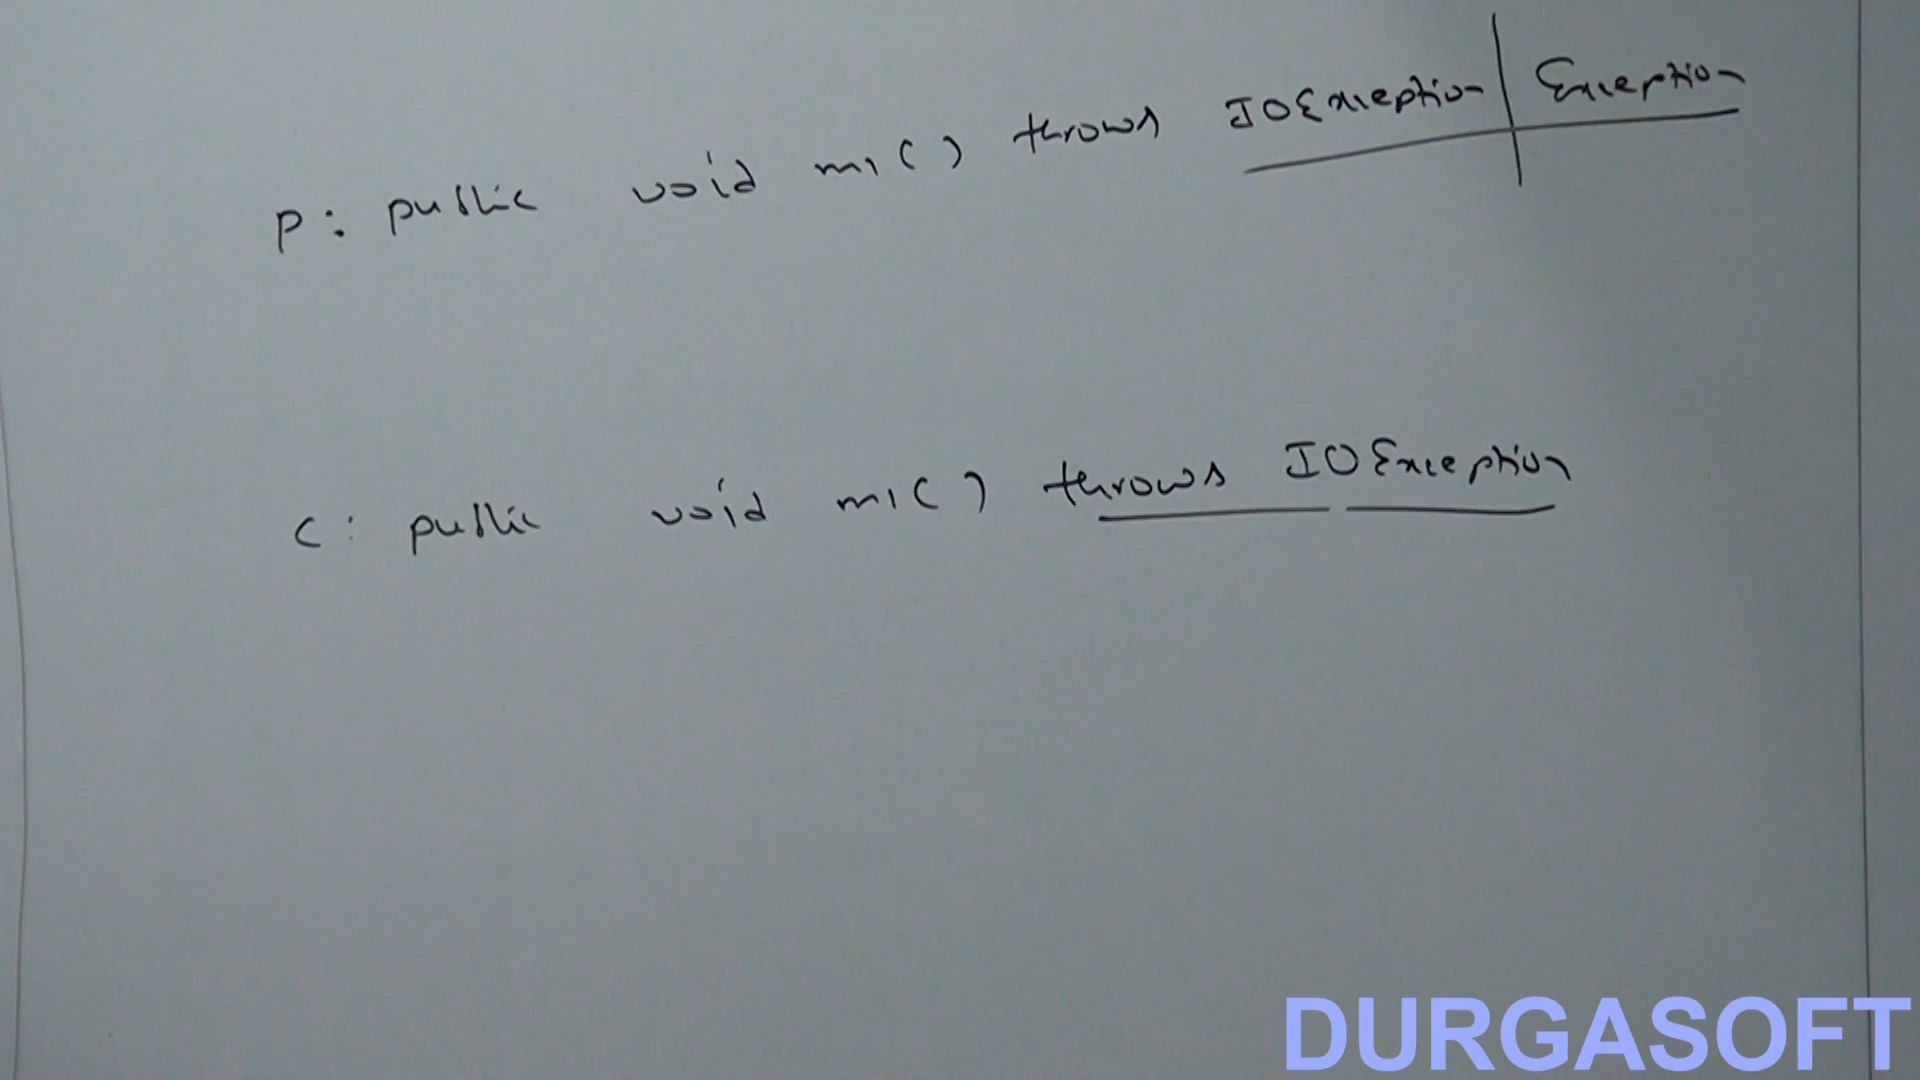 P: public void m1() throws IOException | Exception
C: public void m1() throws IOException
DURGASOFT